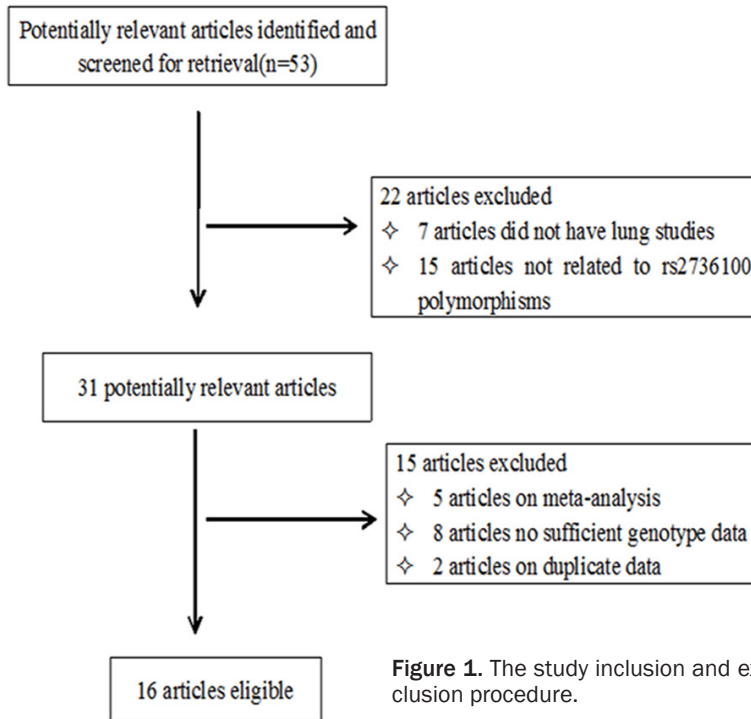 Potentially relevant articles identified and
screened for retrieval(n=53)
22 articles excluded
✧ 7 articles did not have lung studies
✧ 15 articles not related to rs2736100
polymorphisms
31 potentially relevant articles
15 articles excluded
✧ 5 articles on meta-analysis
✧ 8 articles no sufficient genotype data
✧ 2 articles on duplicate data
16 articles eligible
Figure 1. The study inclusion and ex-
clusion procedure.